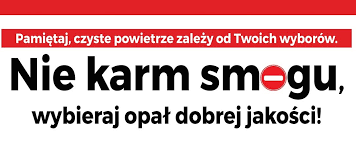 Pamiętaj, czyste powietrze zależy od Twoich wyborów.
Nie karm smogu,
wybieraj opał dobrej jakości!